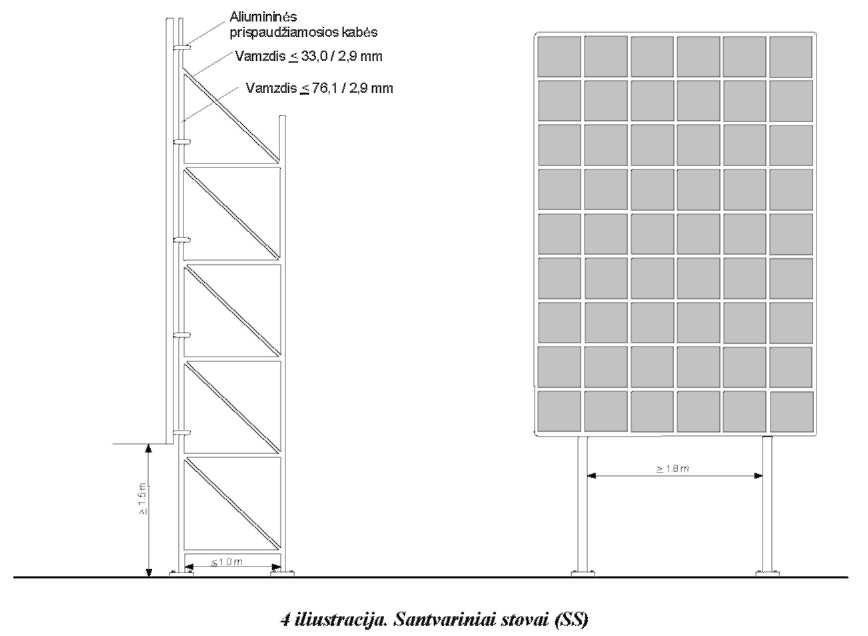 Aliumininės
prispaudžiamosios kabės
Vamzdis ≤ 33,0 / 2,9 mm
Vamzdis ≤ 76,1 / 2,9 mm
≥ 1.8 m
≥ 1.5 m
≤ 1.0 m
4 iliustracija. Santvariniai stovai (SS)